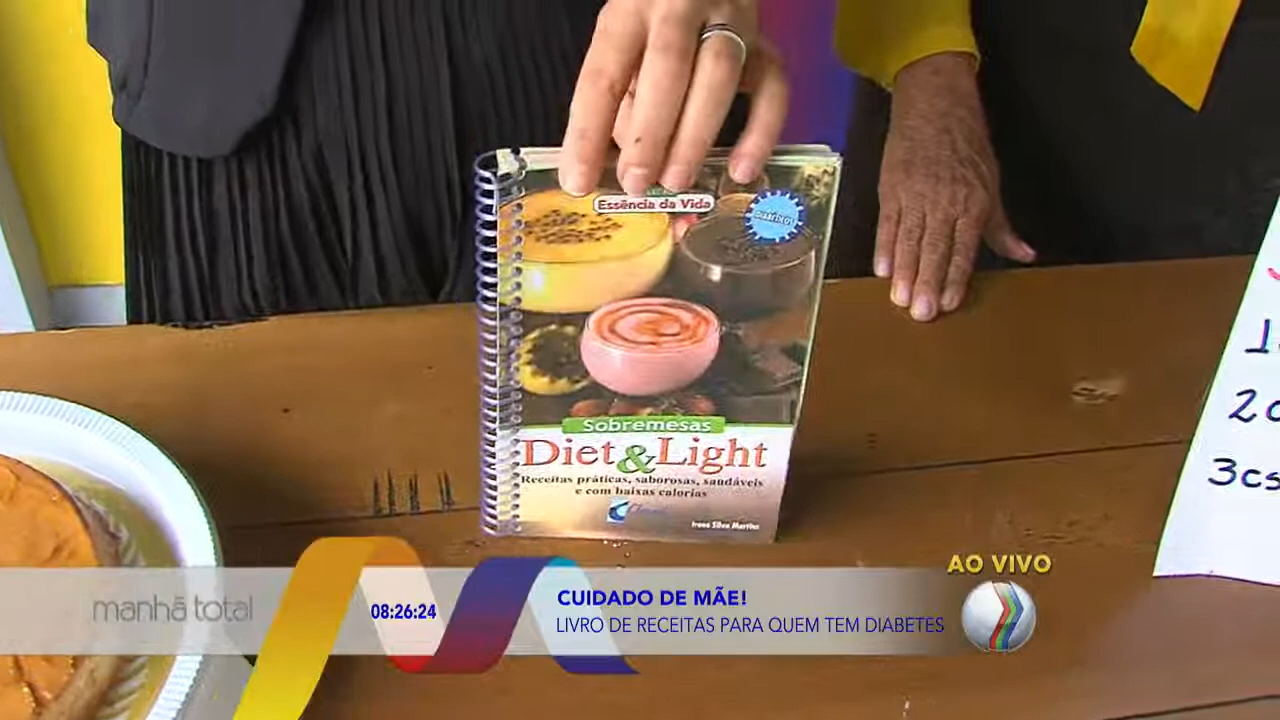 Essência da Vida
DIABÉTICOS
Sobremesas
Diet & Light
Receitas práticas, saborosas, saudáveis
e com baixas calorias
Irene Silva Martins
1
2c
3cs
AO VIVO
manhã total
08:26:24
CUIDADO DE MÃE!
LIVRO DE RECEITAS PARA QUEM TEM DIABETES